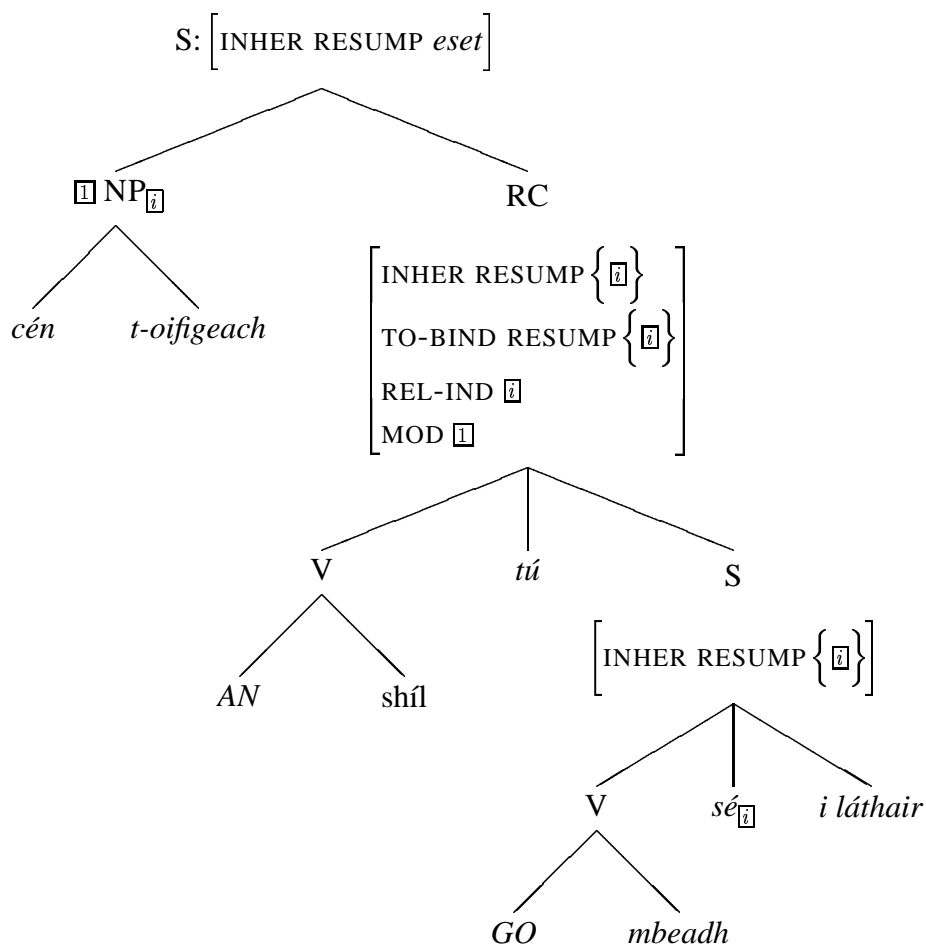 S: [INHER RESUMP eset]
1 NP i RC
cén t-oifigeach
[INHER RESUMP { i }
TO-BIND RESUMP { i }
REL-IND i
MOD 1]
V tú S
AN shíl
[INHER RESUMP { i }]
V sé i i láthair
GO mbeadh